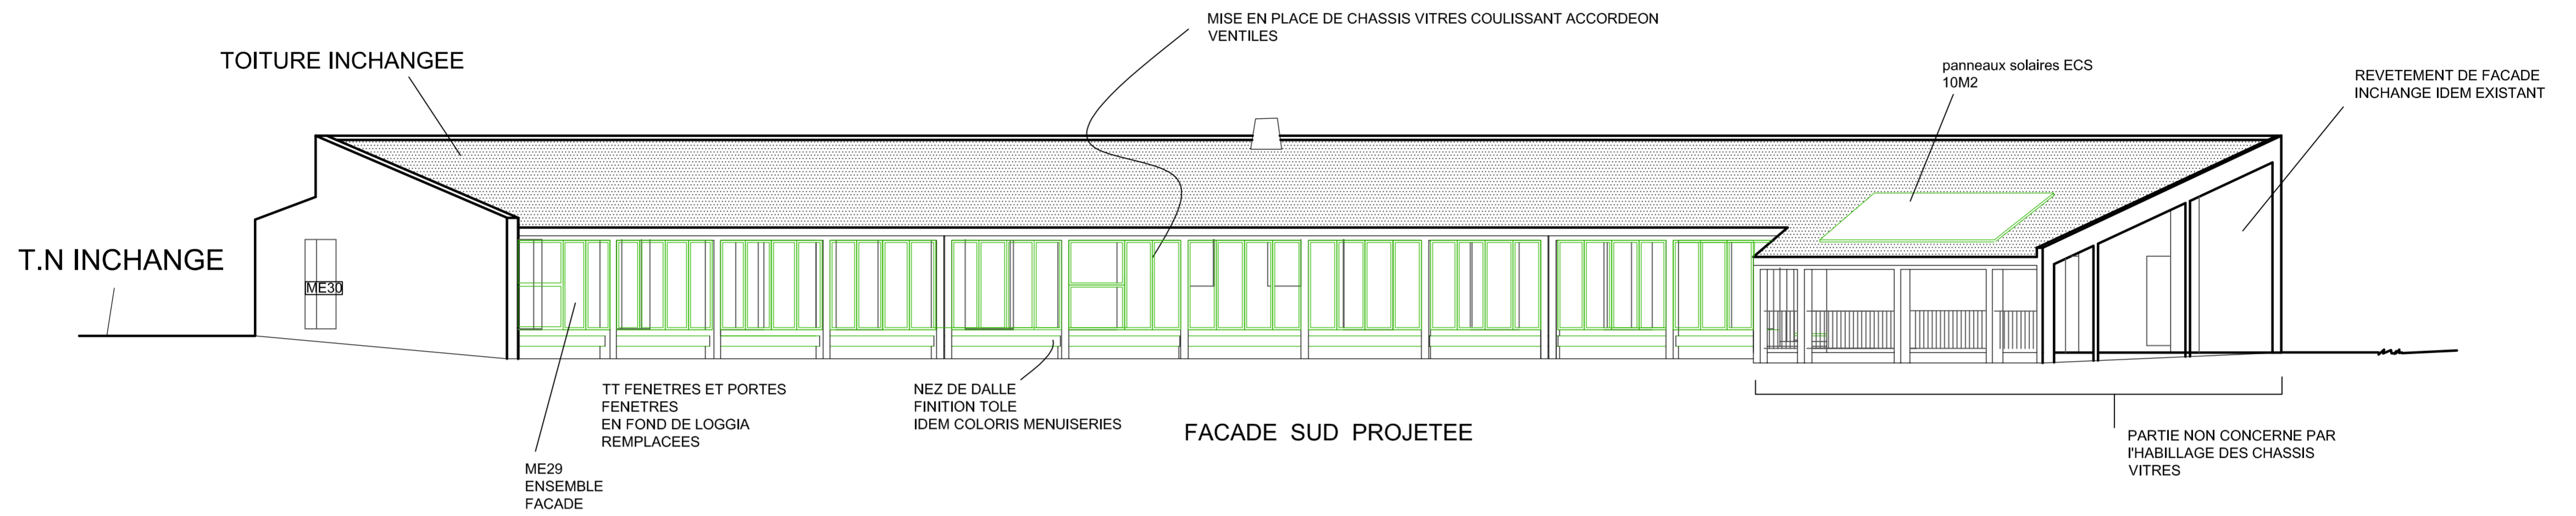 MISE EN PLACE DE CHASSIS VITRES COULISSANT ACCORDEON
VENTILES
TOITURE INCHANGEE
panneaux solaires ECS
10M2
REVETEMENT DE FACADE
INCHANGE IDEM EXISTANT
T.N INCHANGE
ME30
TT FENETRES ET PORTES
FENETRES
EN FOND DE LOGGIA
REMPLACEES
NEZ DE DALLE
FINITION TOLE
IDEM COLORIS MENUISERIES
FACADE SUD PROJETEE
PARTIE NON CONCERNE PAR
l'HABILLAGE DES CHASSIS
VITRES
ME29
ENSEMBLE
FACADE